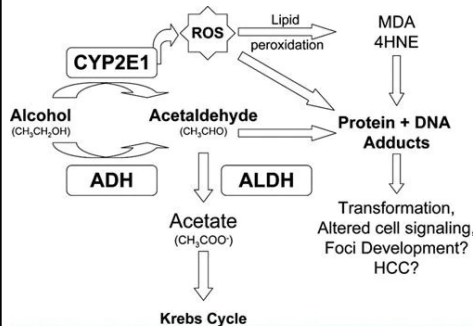 ROS
Lipid
peroxidation
MDA
4HNE
CYP2E1
Alcohol
(CH₃CH₂OH)
Acetaldehyde
(CH₃CHO)
Protein + DNA
Adducts
ADH
ALDH
Acetate
(CH₃COO⁻)
Transformation,
Altered cell signaling,
Foci Development?
HCC?
Krebs Cycle